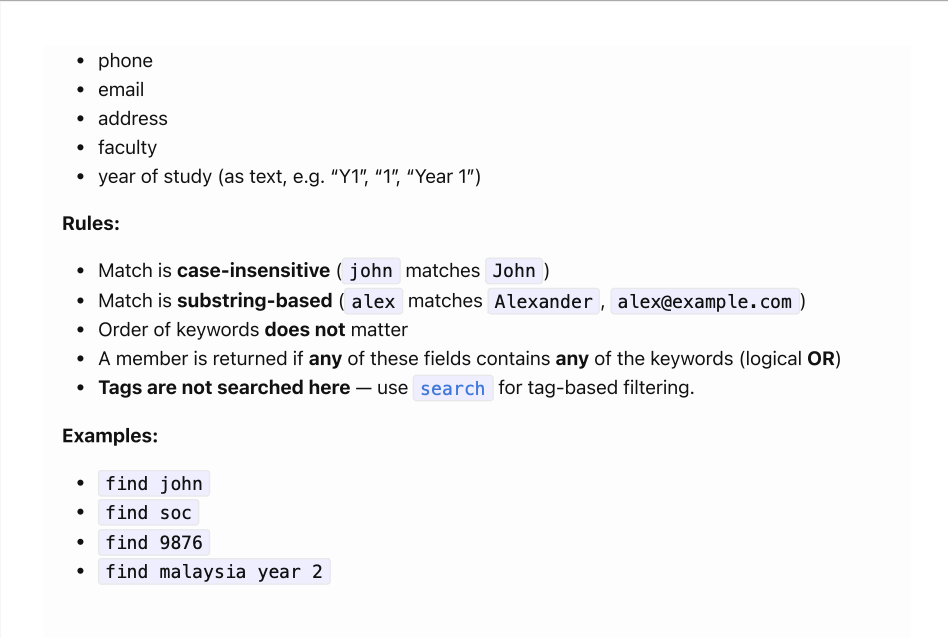 • phone
• email
• address
• faculty
• year of study (as text, e.g. “Y1”, “1”, “Year 1”)
Rules:
• Match is case-insensitive ( john matches John )
• Match is substring-based ( alex matches Alexander , alex@example.com )
• Order of keywords does not matter
• A member is returned if any of these fields contains any of the keywords (logical OR)
• Tags are not searched here — use search for tag-based filtering.
Examples:
• find john
• find soc
• find 9876
• find malaysia year 2